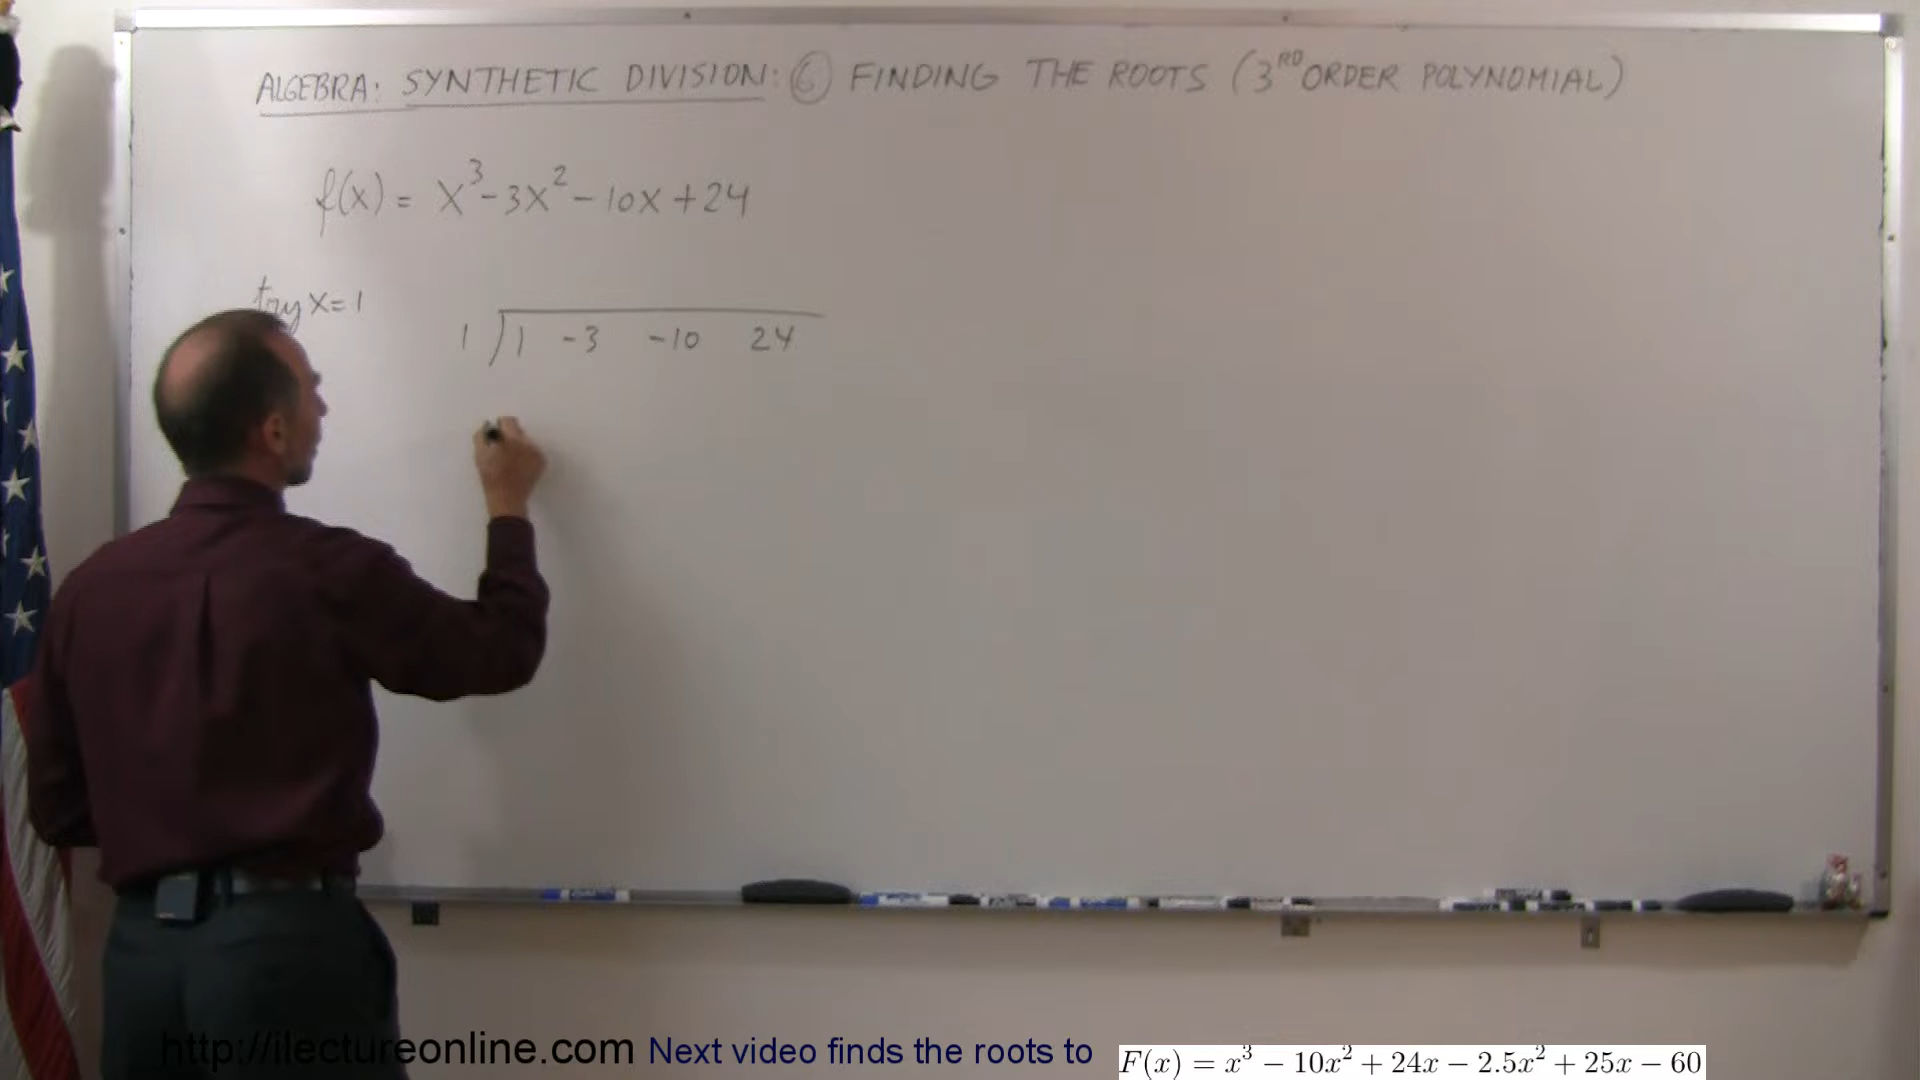 ALGEBRA: SYNTHETIC DIVISION: ⑥ FINDING THE ROOTS (3RD ORDER POLYNOMIAL)
f(x) = x³ - 3x² - 10x + 24
try x = 1
1 ) 1 -3 -10 24
http://ilectureonline.com Next video finds the roots to F(x) = x³ − 10x² + 24x − 2.5x² + 25x − 60